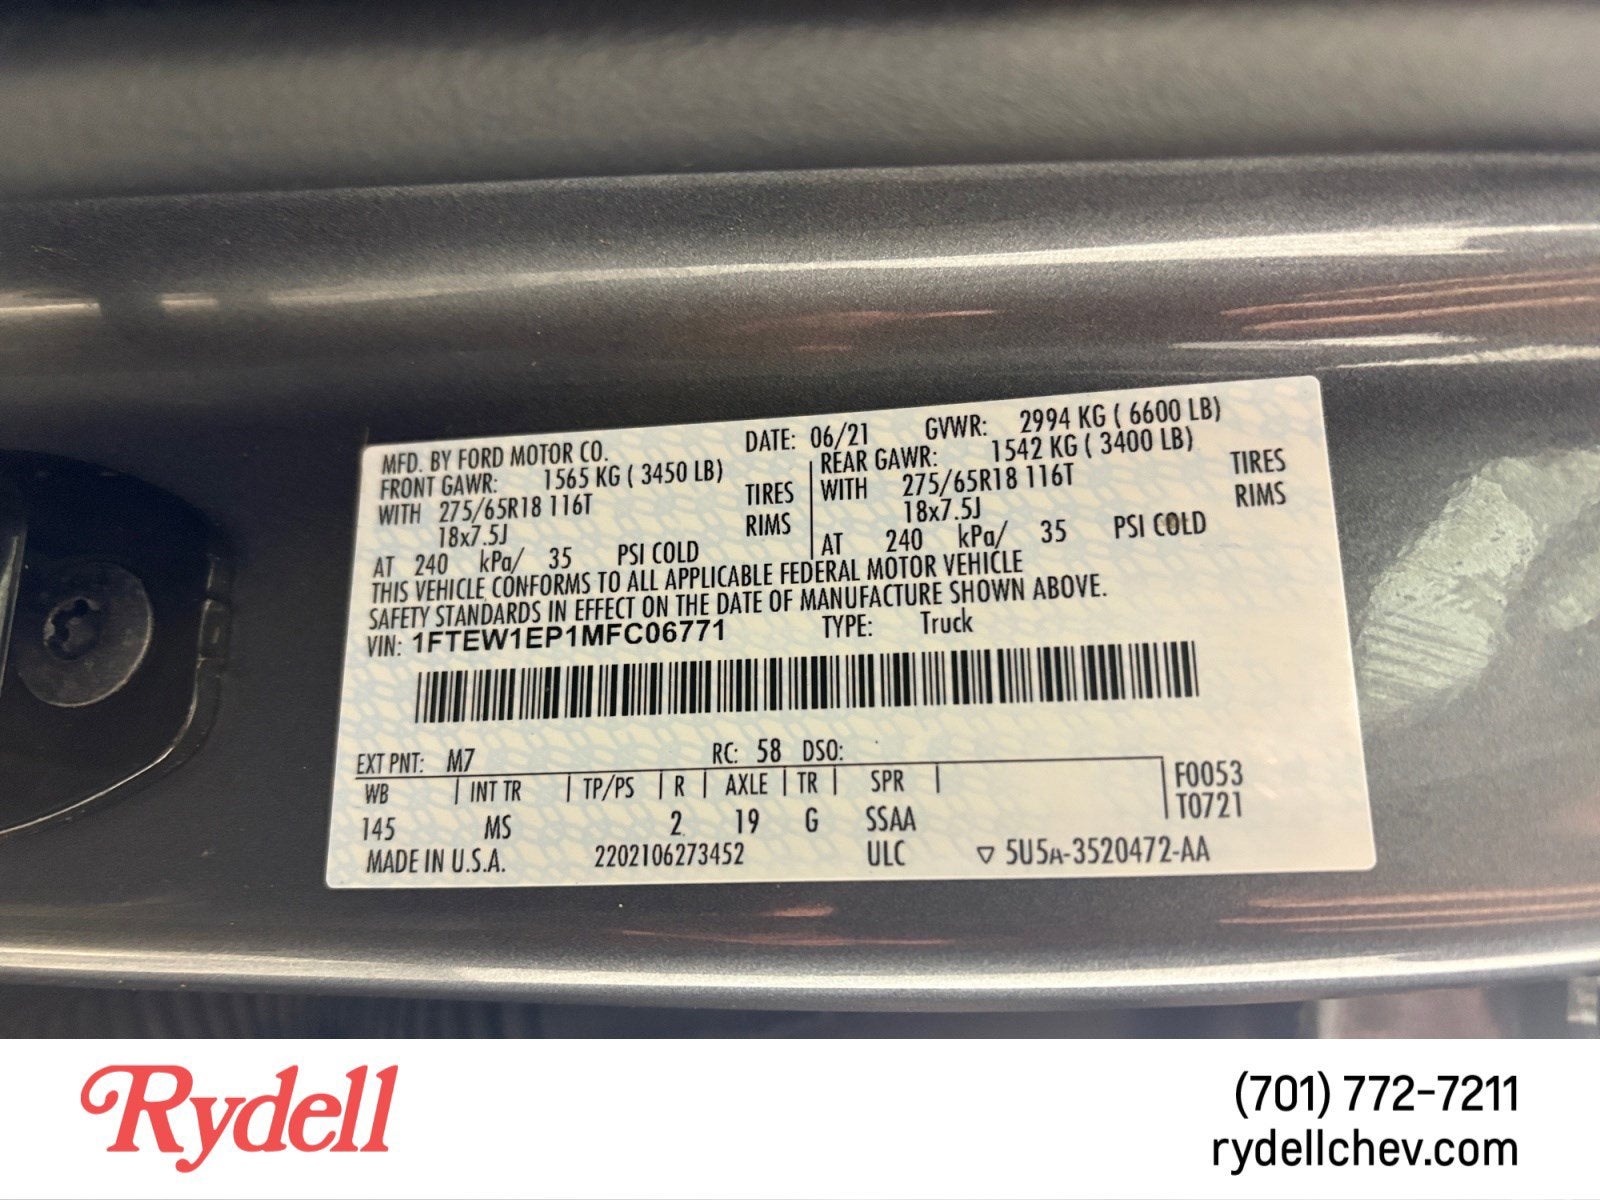 MFD. BY FORD MOTOR CO. DATE: 06/21 GVWR: 2994 KG ( 6600 LB)
FRONT GAWR: 1565 KG ( 3450 LB) REAR GAWR: 1542 KG ( 3400 LB)
WITH 275/65R18 116T TIRES WITH 275/65R18 116T TIRES
18x7.5J RIMS 18x7.5J RIMS
AT 240 kPa/ 35 PSI COLD AT 240 kPa/ 35 PSI COLD
THIS VEHICLE CONFORMS TO ALL APPLICABLE FEDERAL MOTOR VEHICLE
SAFETY STANDARDS IN EFFECT ON THE DATE OF MANUFACTURE SHOWN ABOVE.
VIN: 1FTEW1EP1MFC06771 TYPE: Truck
EXT PNT: M7 RC: 58 DSO:
WB INT TR TP/PS R AXLE TR SPR F0053
145 MS 2 19 G SSAA T0721
MADE IN U.S.A. 2202106273452 ULC ▽ 5U5A-3520472-AA
Rydell
(701) 772-7211
rydellchev.com